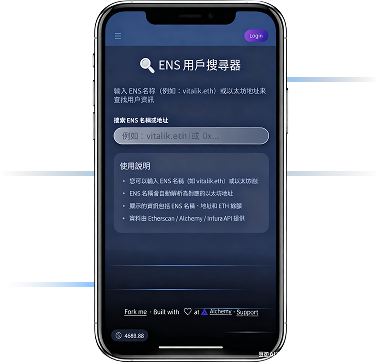 Login
ENS 用戶搜尋器
輸入 ENS 名稱（例如：vitalik.eth）或以太坊地址來
查找用戶資訊
搜索 ENS 名稱或地址
例如：vitalik.eth 或 0x...
使用說明
您可以輸入 ENS 名稱（如 vitalik.eth）或以太坊
ENS 名稱會自動解析為對應的以太坊地址
顯示的資訊包括 ENS 名稱、地址和 ETH 餘額
資料由 Etherscan / Alchemy / Infura API 提供
Fork me · Built with at Alchemy · Support
4683.88